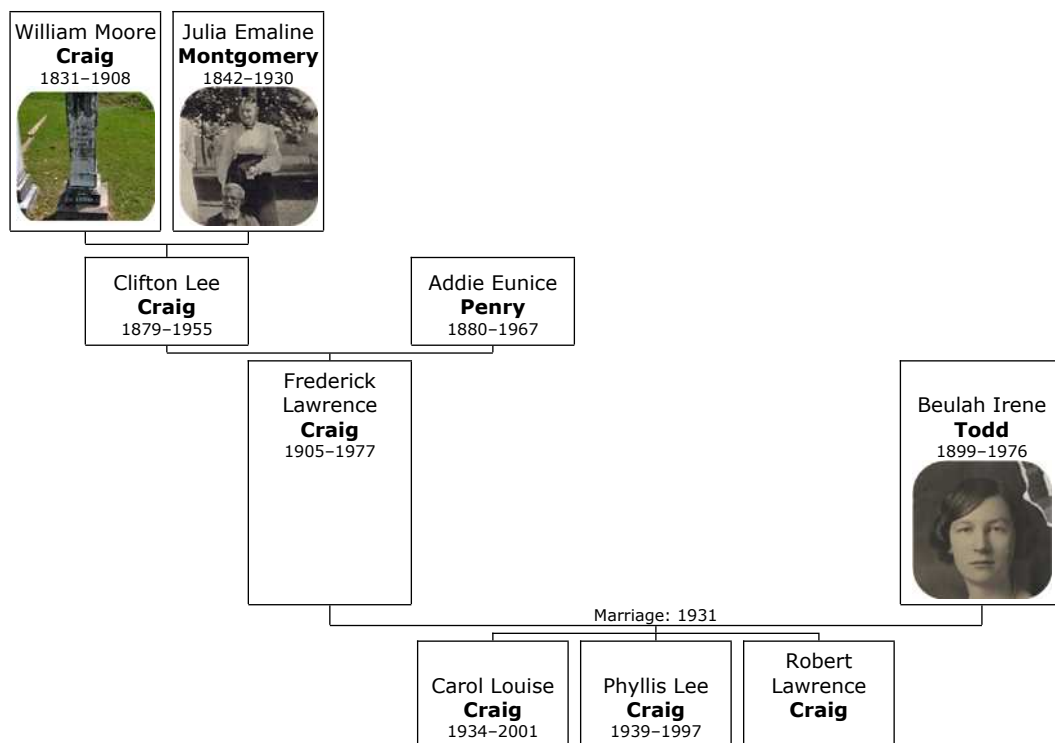 William Moore
Craig
1831–1908
Julia Emaline
Montgomery
1842–1930
Clifton Lee
Craig
1879–1955
Addie Eunice
Penry
1880–1967
Frederick
Lawrence
Craig
1905–1977
Beulah Irene
Todd
1899–1976
Marriage: 1931
Carol Louise
Craig
1934–2001
Phyllis Lee
Craig
1939–1997
Robert
Lawrence
Craig